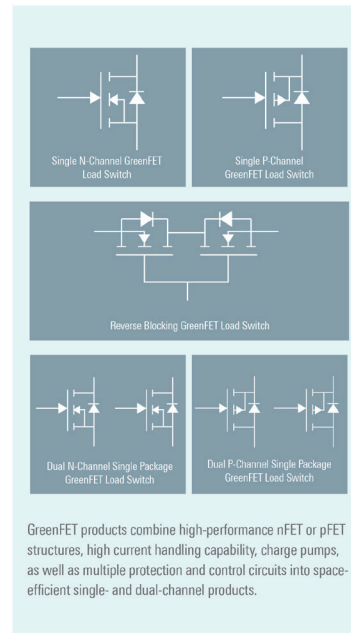 Single N-Channel GreenFET
Load Switch
Single P-Channel
GreenFET Load Switch
Reverse Blocking GreenFET Load Switch
Dual N-Channel Single Package
GreenFET Load Switch
Dual P-Channel Single Package
GreenFET Load Switch
GreenFET products combine high-performance nFET or pFET
structures, high current handling capability, charge pumps,
as well as multiple protection and control circuits into space-
efficient single- and dual-channel products.